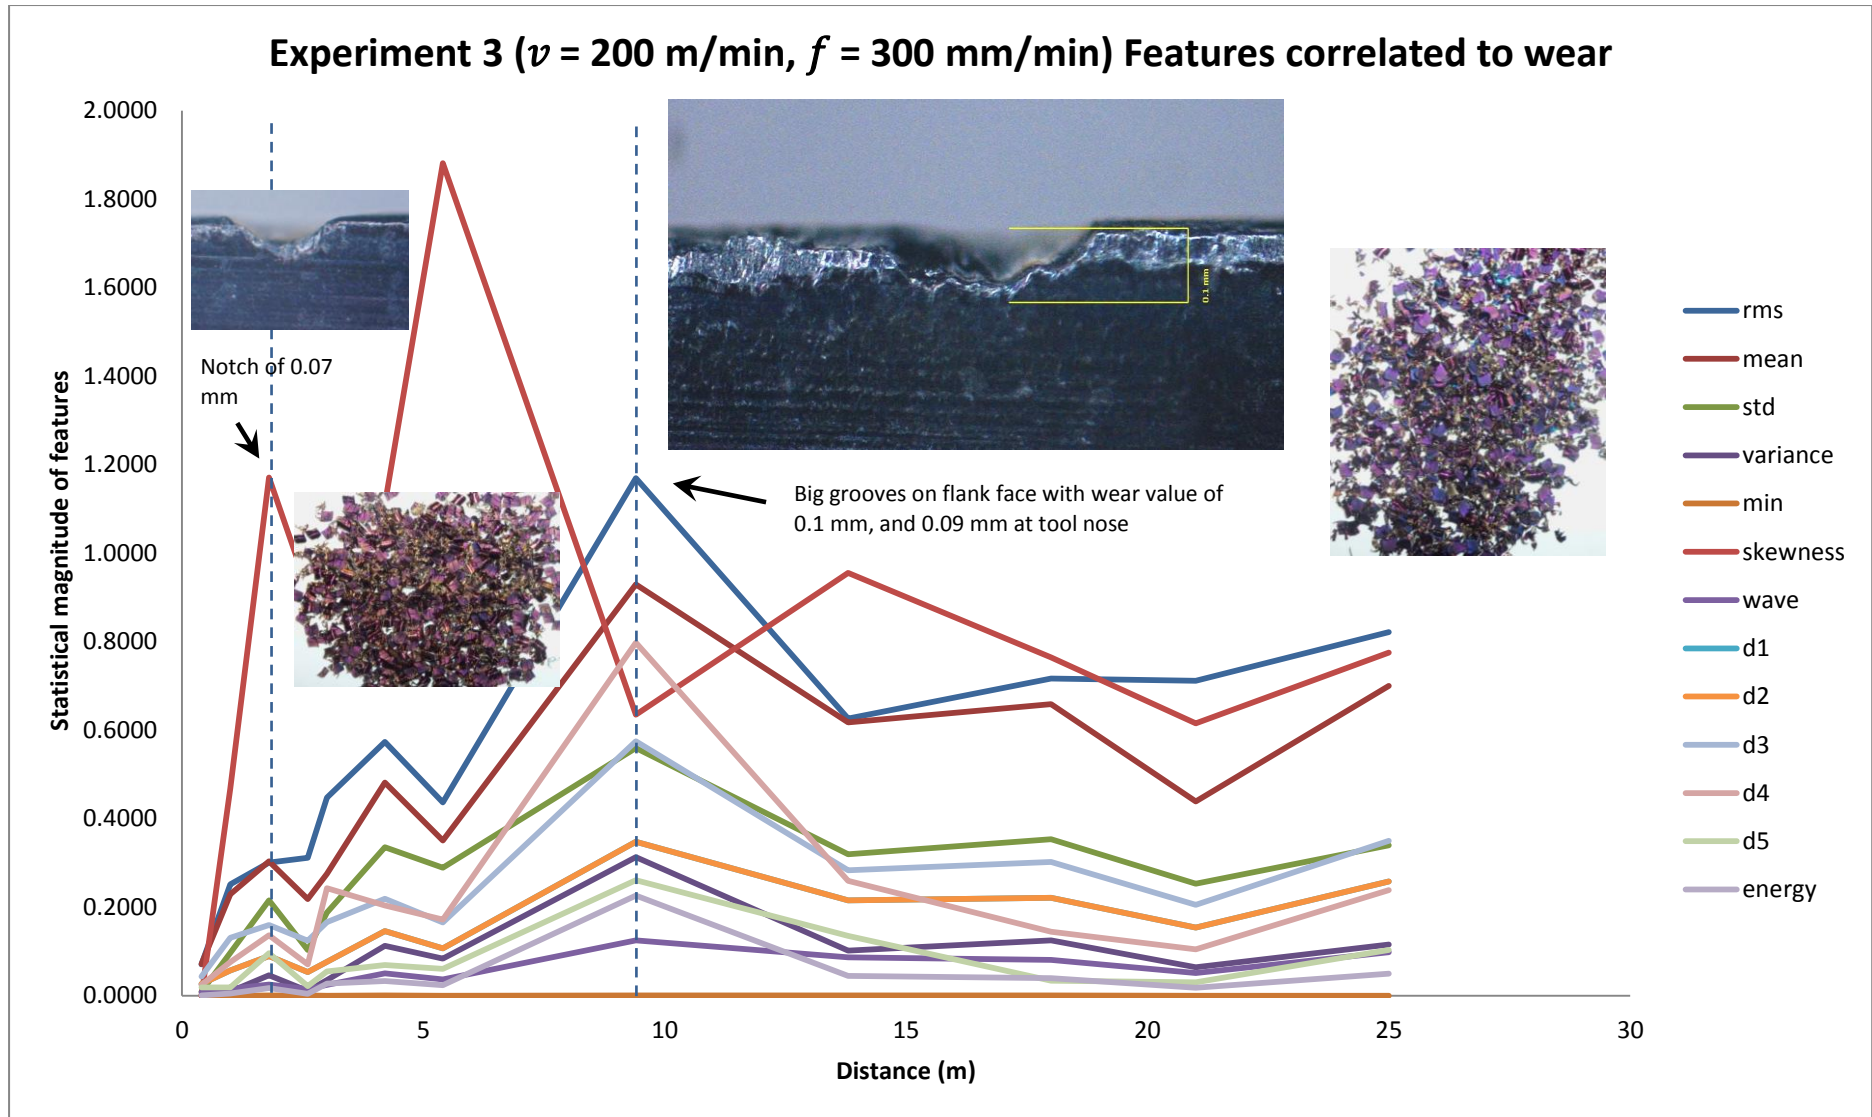 Experiment 3 (𝑣 = 200 m/min, 𝑓 = 300 mm/min) Features correlated to wear
Statistical magnitude of features
2.0000
1.8000
1.6000
1.4000
1.2000
1.0000
0.8000
0.6000
0.4000
0.2000
0.0000
Notch of 0.07
mm
0.1 mm
Big grooves on flank face with wear value of
0.1 mm, and 0.09 mm at tool nose
rms
mean
std
variance
min
skewness
wave
d1
d2
d3
d4
d5
energy
0 5 10 15 20 25 30
Distance (m)